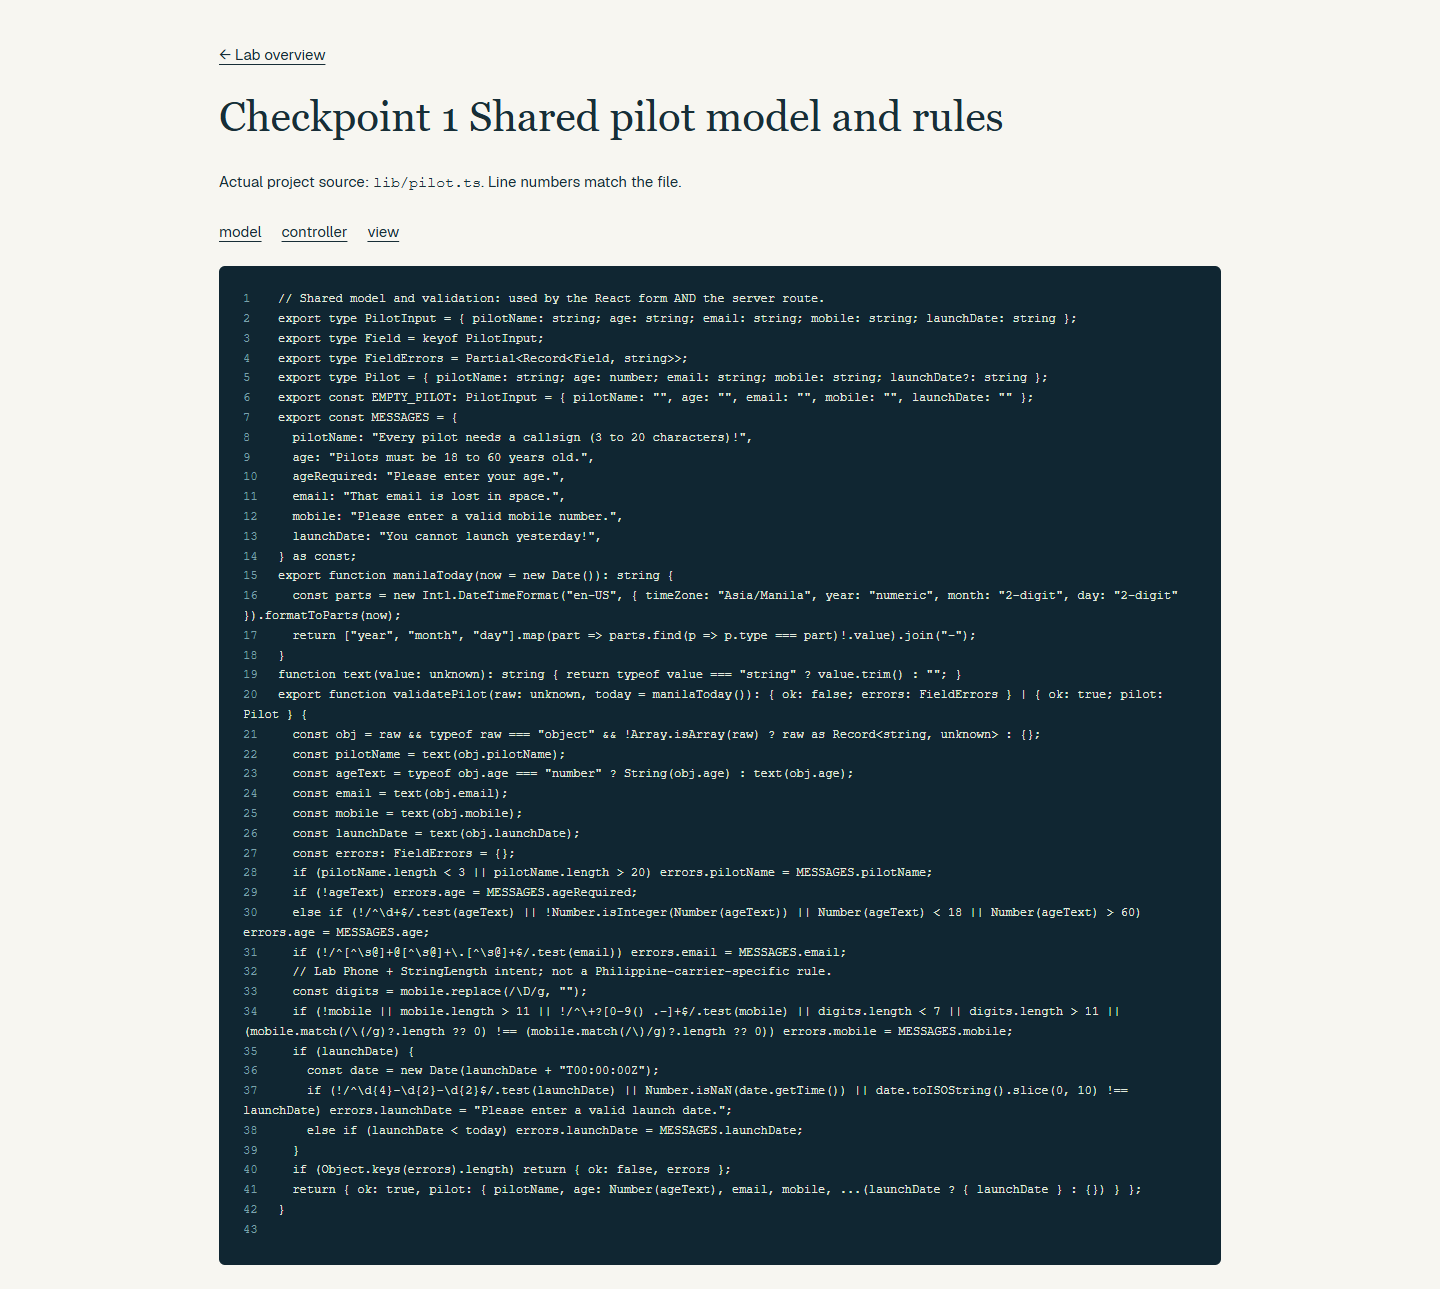 ← Lab overview
Checkpoint 1 Shared pilot model and rules
Actual project source: lib/pilot.ts. Line numbers match the file.
model controller view
1 // Shared model and validation: used by the React form AND the server route.
2 export type PilotInput = { pilotName: string; age: string; email: string; mobile: string; launchDate: string };
3 export type Field = keyof PilotInput;
4 export type FieldErrors = Partial<Record<Field, string>>;
5 export type Pilot = { pilotName: string; age: number; email: string; mobile: string; launchDate?: string };
6 export const EMPTY_PILOT: PilotInput = { pilotName: "", age: "", email: "", mobile: "", launchDate: "" };
7 export const MESSAGES = {
8   pilotName: "Every pilot needs a callsign (3 to 20 characters)!",
9   age: "Pilots must be 18 to 60 years old.",
10   ageRequired: "Please enter your age.",
11   email: "That email is lost in space.",
12   mobile: "Please enter a valid mobile number.",
13   launchDate: "You cannot launch yesterday!",
14 } as const;
15 export function manilaToday(now = new Date()): string {
16   const parts = new Intl.DateTimeFormat("en-US", { timeZone: "Asia/Manila", year: "numeric", month: "2-digit", day: "2-digit"
}).formatToParts(now);
17   return ["year", "month", "day"].map(part => parts.find(p => p.type === part)!.value).join("-");
18 }
19 function text(value: unknown): string { return typeof value === "string" ? value.trim() : ""; }
20 export function validatePilot(raw: unknown, today = manilaToday()): { ok: false; errors: FieldErrors } | { ok: true; pilot:
Pilot } {
21   const obj = raw && typeof raw === "object" && !Array.isArray(raw) ? raw as Record<string, unknown> : {};
22   const pilotName = text(obj.pilotName);
23   const ageText = typeof obj.age === "number" ? String(obj.age) : text(obj.age);
24   const email = text(obj.email);
25   const mobile = text(obj.mobile);
26   const launchDate = text(obj.launchDate);
27   const errors: FieldErrors = {};
28   if (pilotName.length < 3 || pilotName.length > 20) errors.pilotName = MESSAGES.pilotName;
29   if (!ageText) errors.age = MESSAGES.ageRequired;
30   else if (!/^\d+$/.test(ageText) || !Number.isInteger(Number(ageText)) || Number(ageText) < 18 || Number(ageText) > 60)
errors.age = MESSAGES.age;
31   if (!/^[^\s@]+@[^\s@]+\.[^\s@]+$/.test(email)) errors.email = MESSAGES.email;
32   // Lab Phone + StringLength intent; not a Philippine-carrier-specific rule.
33   const digits = mobile.replace(/\D/g, "");
34   if (!mobile || mobile.length > 11 || !/^\+?[0-9() .-]+$/.test(mobile) || digits.length < 7 || digits.length > 11 ||
(mobile.match(/\(/g)?.length ?? 0) !== (mobile.match(/\)/g)?.length ?? 0)) errors.mobile = MESSAGES.mobile;
35   if (launchDate) {
36     const date = new Date(launchDate + "T00:00:00Z");
37     if (!/^\d{4}-\d{2}-\d{2}$/.test(launchDate) || Number.isNaN(date.getTime()) || date.toISOString().slice(0, 10) !==
launchDate) errors.launchDate = "Please enter a valid launch date.";
38     else if (launchDate < today) errors.launchDate = MESSAGES.launchDate;
39   }
40   if (Object.keys(errors).length) return { ok: false, errors };
41   return { ok: true, pilot: { pilotName, age: Number(ageText), email, mobile, ...(launchDate ? { launchDate } : {}) } };
42 }
43